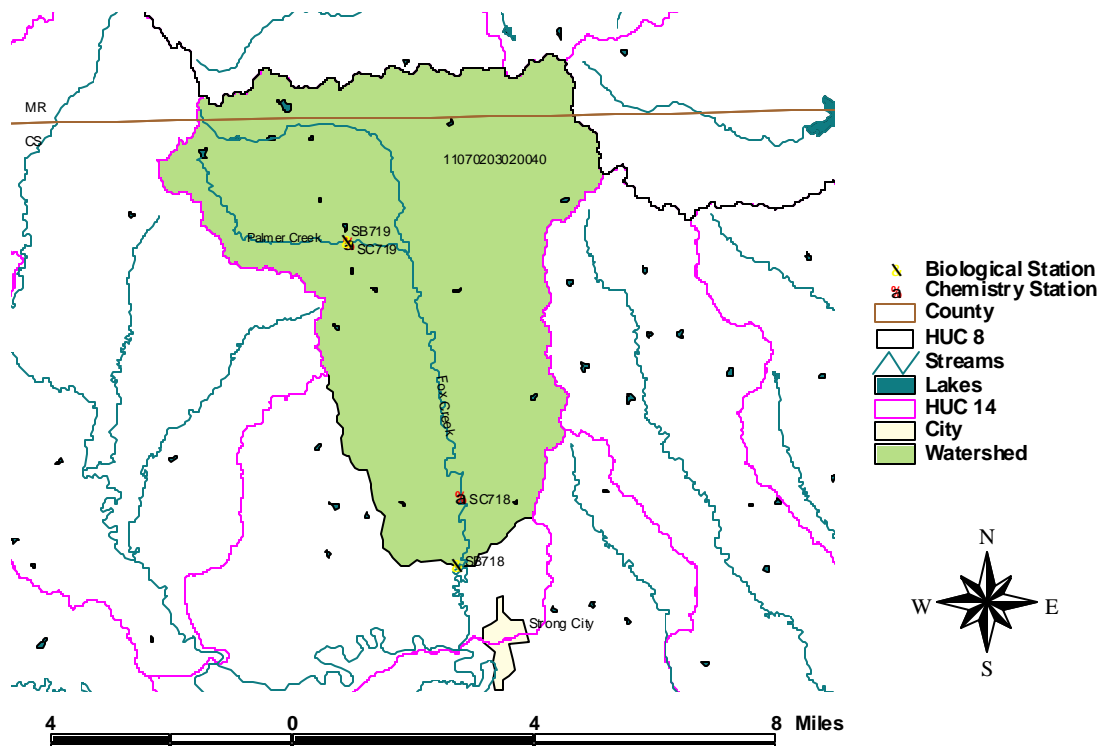 MR
CS
11070203020040
SB719
Palmer Creek
SC719
Fox Creek
SC718
SB718
Strong City
Biological Station
Chemistry Station
County
HUC 8
Streams
Lakes
HUC 14
City
Watershed
N
W E
S
4 0 4 8 Miles